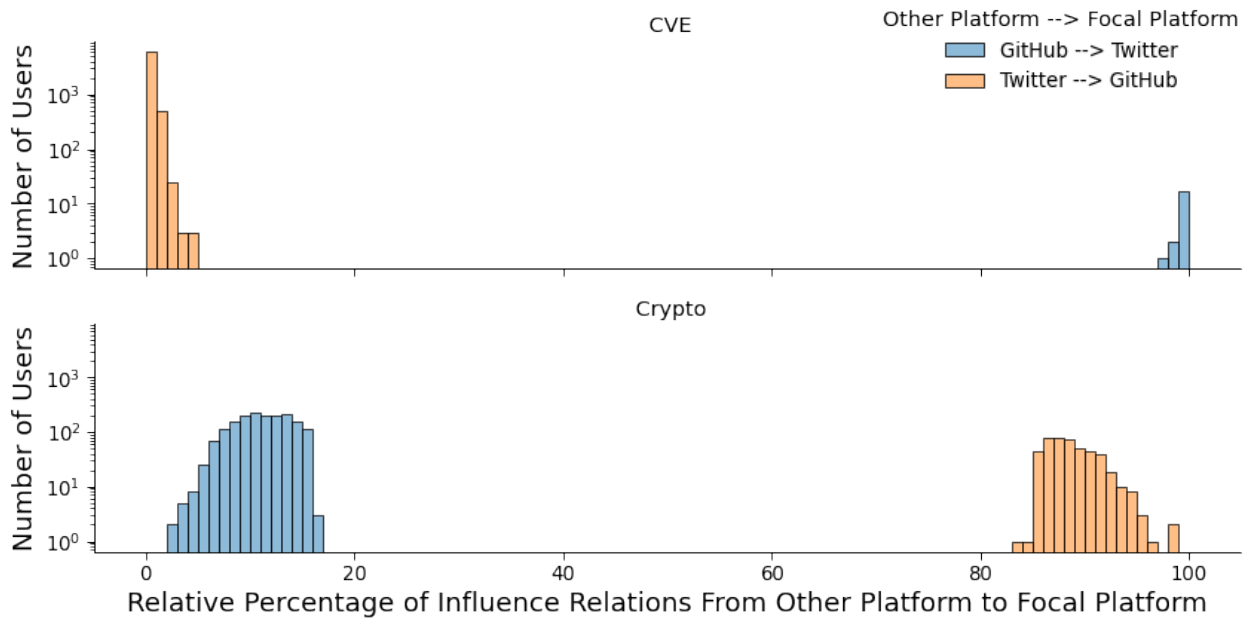 CVE
Other Platform --> Focal Platform
GitHub --> Twitter
Twitter --> GitHub
Number of Users
10³
10²
10¹
10⁰
Crypto
Number of Users
10³
10²
10¹
10⁰
0 20 40 60 80 100
Relative Percentage of Influence Relations From Other Platform to Focal Platform